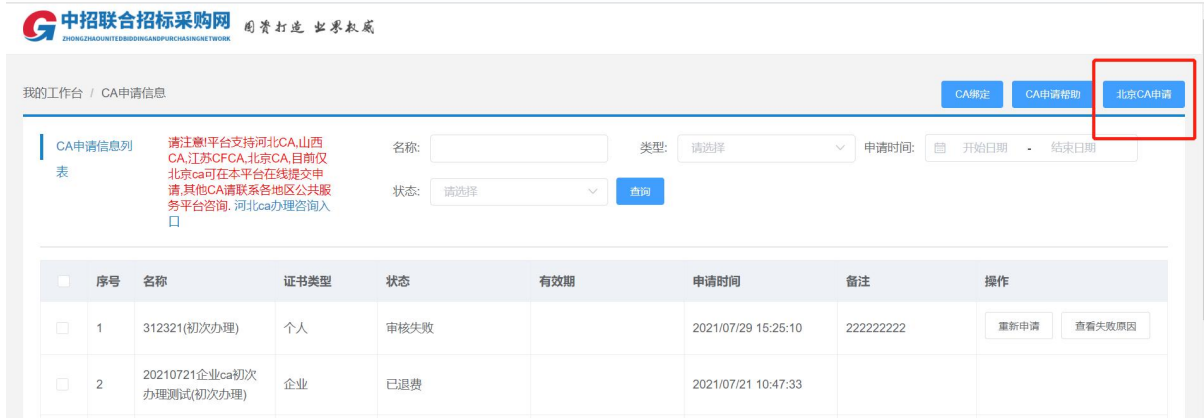 中招联合招标采购网
ZHONGZHAOUNITEDBIDDINGANDPURCHASINGNETWORK
国资打造 业界权威
我的工作台 / CA申请信息
CA绑定
CA申请帮助
北京CA申请
CA申请信息列
表
请注意!平台支持河北CA,山西
CA,江苏CFCA,北京CA,目前仅
北京ca可在本平台在线提交申
请,其他CA请联系各地区公共服
务平台咨询. 河北ca办理咨询入
口
名称:
类型: 请选择
申请时间: 开始日期 - 结束日期
状态: 请选择
查询
序号 名称 证书类型 状态 有效期 申请时间 备注 操作
1 312321(初次办理) 个人 审核失败 2021/07/29 15:25:10 222222222 重新申请 查看失败原因
20210721企业ca初次
2 办理测试(初次办理) 企业 已退费 2021/07/21 10:47:33